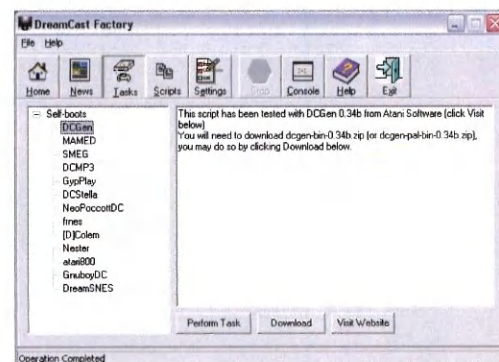 DreamCast Factory
File Help
Home News Tasks Scripts Settings Stop Console Help Exit
Self-boots
DCGen
MAMED
SMEG
DCMP3
GypPlay
DCStella
NeoPocottDC
frnes
[D]Colem
Nester
atari800
GnuboyDC
DreamSNES
This script has been tested with DCGen 0.34b from Atani Software (click Visit
below)
You will need to download dcgen-bin-0.34b.zip (or dcgen-pal-bin-0.34b.zip),
you may do so by clicking Download below.
Perform Task Download Visit Website
Operation Completed